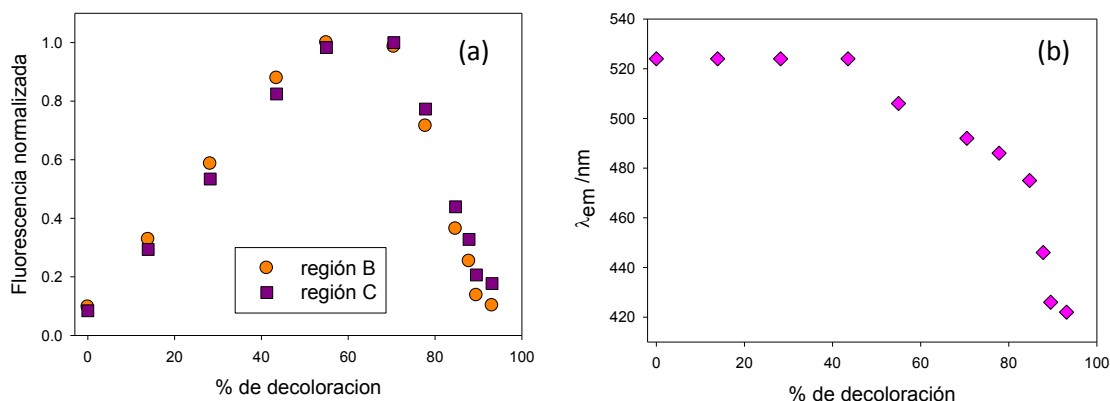 (a)
Fluorescencia normalizada
1.0
0.8
0.6
0.4
0.2
0.0
región B
región C
0 20 40 60 80 100
% de decoloracion
(b)
λem /nm
540
520
500
480
460
440
420
0 20 40 60 80 100
% de decoloración